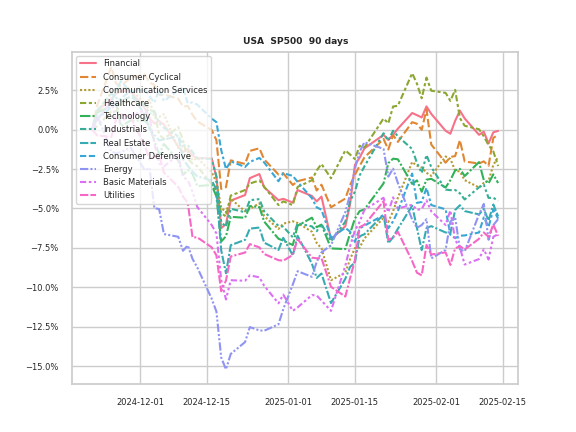 USA  SP500  90 days
Financial
Consumer Cyclical
Communication Services
Healthcare
Technology
Industrials
Real Estate
Consumer Defensive
Energy
Basic Materials
Utilities
2.5%
0.0%
−2.5%
−5.0%
−7.5%
−10.0%
−12.5%
−15.0%
2024-12-01
2024-12-15
2025-01-01
2025-01-15
2025-02-01
2025-02-15